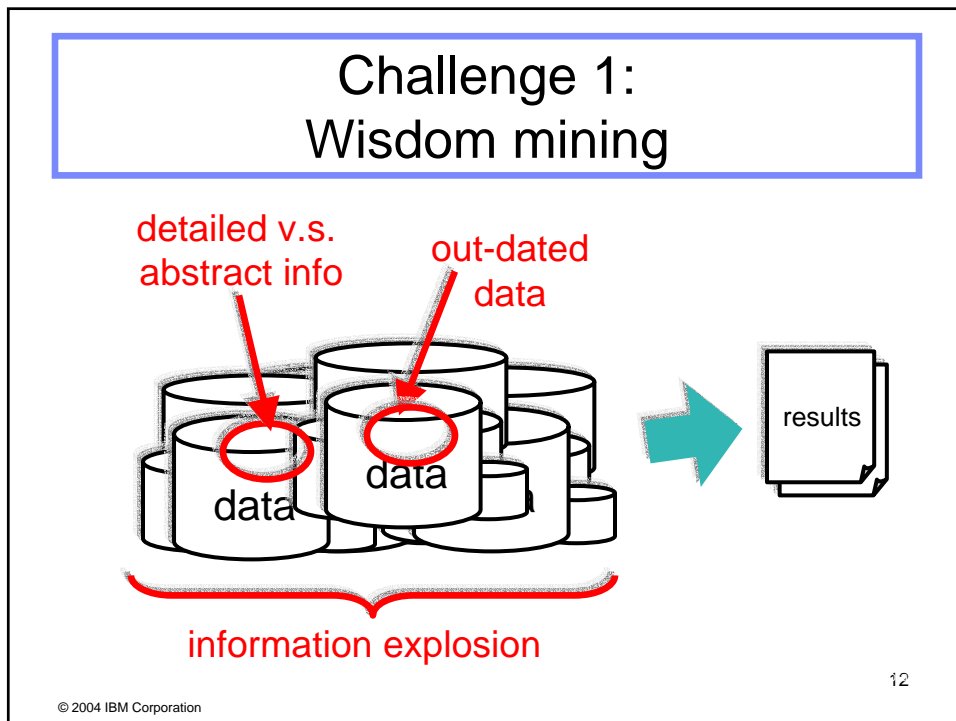 Challenge 1:
Wisdom mining
detailed v.s.
abstract info
out-dated
data
data
data
results
information explosion
12
© 2004 IBM Corporation